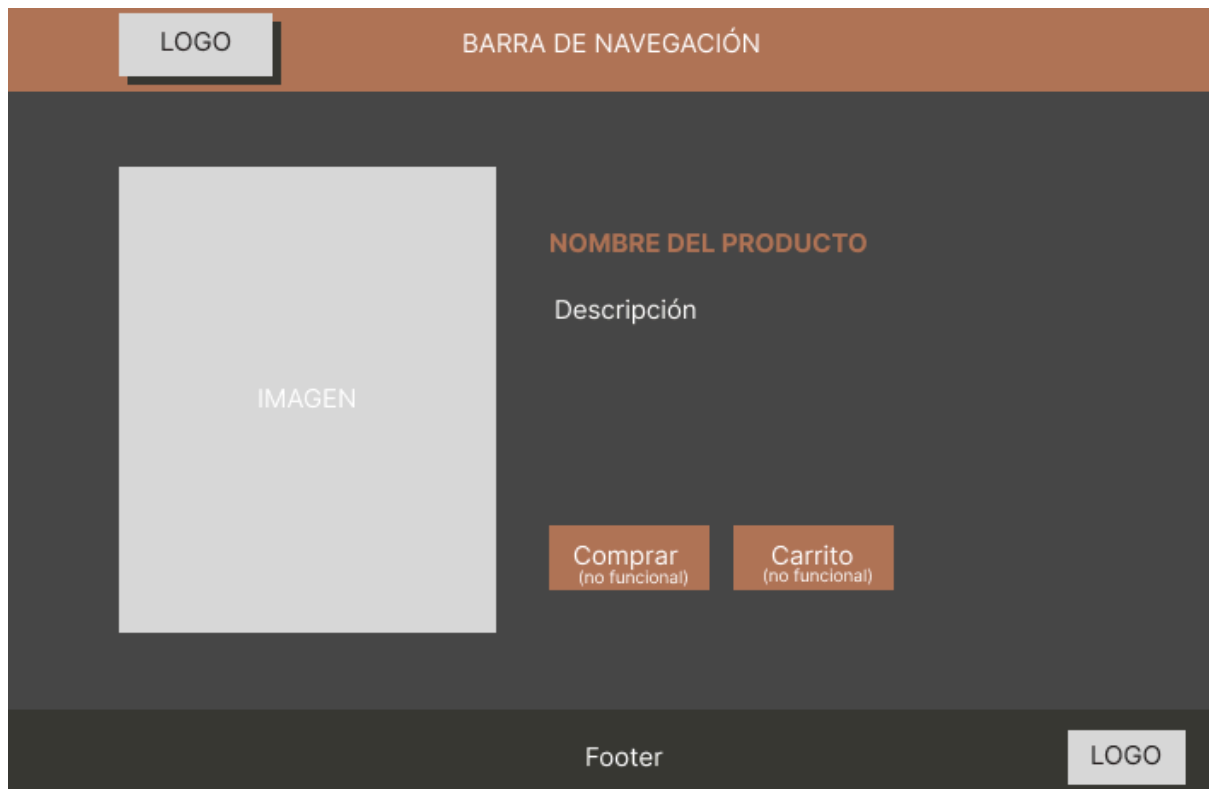 LOGO
BARRA DE NAVEGACIÓN
NOMBRE DEL PRODUCTO
Descripción
IMAGEN
Comprar
(no funcional)
Carrito
(no funcional)
Footer
LOGO